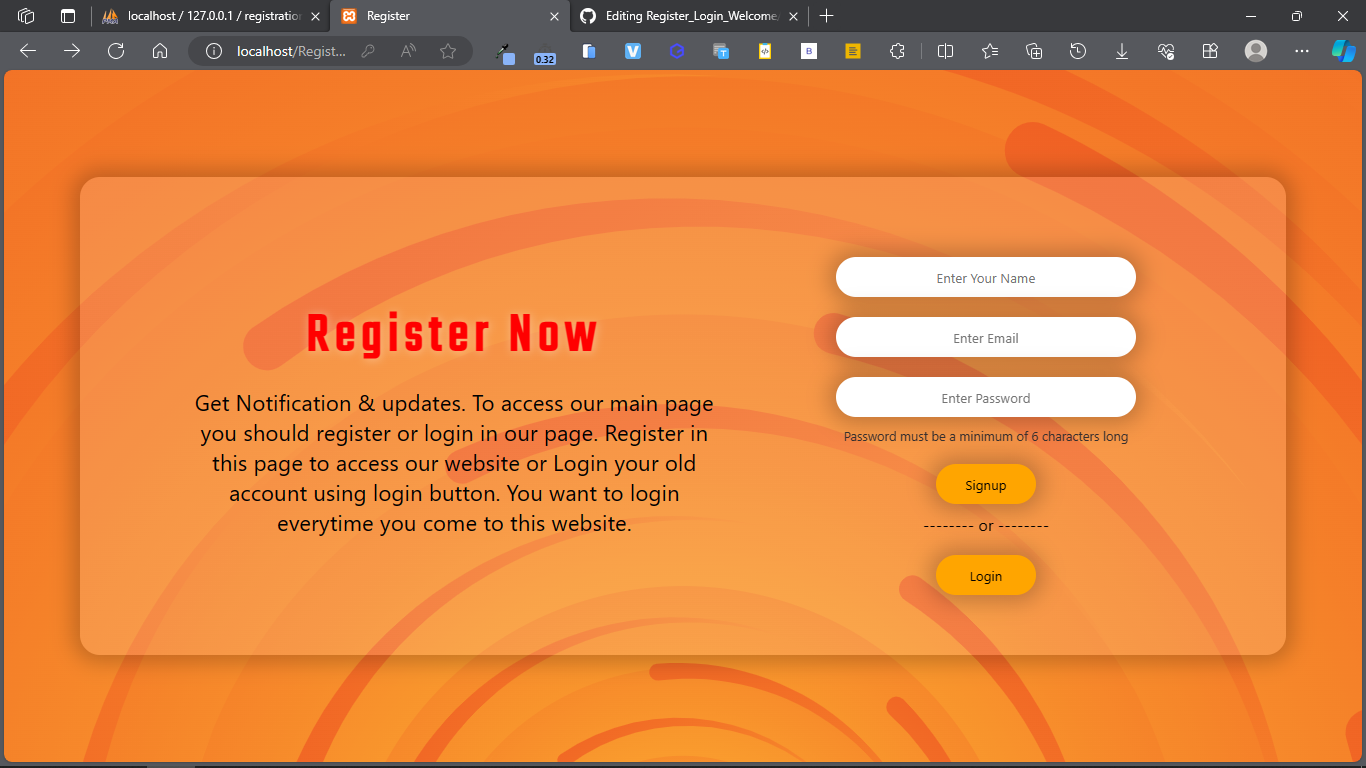 localhost / 127.0.0.1 / registration
Register
Editing Register_Login_Welcome
localhost/Regist...
0.32
Register Now
Get Notification & updates. To access our main page
you should register or login in our page. Register in
this page to access our website or Login your old
account using login button. You want to login
everytime you come to this website.
Enter Your Name
Enter Email
Enter Password
Password must be a minimum of 6 characters long
Signup
-------- or --------
Login